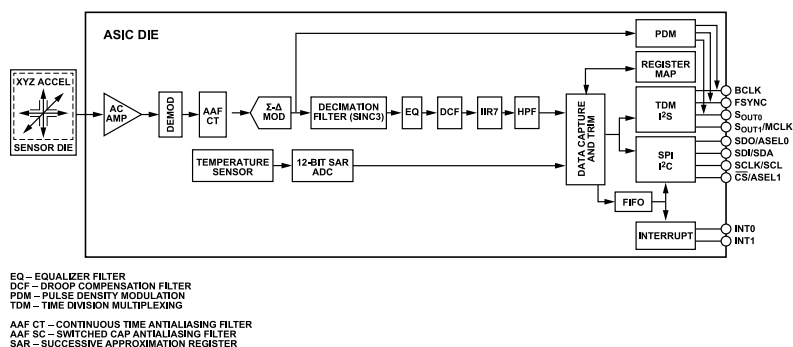 ASIC DIE
XYZ ACCEL
SENSOR DIE
AC
AMP
DEMOD
AAF
CT
Σ-Δ
MOD
DECIMATION
FILTER (SINC3)
EQ
DCF
IIR7
HPF
TEMPERATURE
SENSOR
12-BIT SAR
ADC
DATA CAPTURE
AND TRIM
PDM
REGISTER
MAP
TDM
I2S
SPI
I2C
FIFO
INTERRUPT
BCLK
FSYNC
SOUT0
SOUT1/MCLK
SDO/ASEL0
SDI/SDA
SCLK/SCL
CS/ASEL1
INT0
INT1
EQ – EQUALIZER FILTER
DCF – DROOP COMPENSATION FILTER
PDM – PULSE DENSITY MODULATION
TDM – TIME DIVISION MULTIPLEXING
AAF CT – CONTINUOUS TIME ANTIALIASING FILTER
AAF SC – SWITCHED CAP ANTIALIASING FILTER
SAR – SUCCESSIVE APPROXIMATION REGISTER